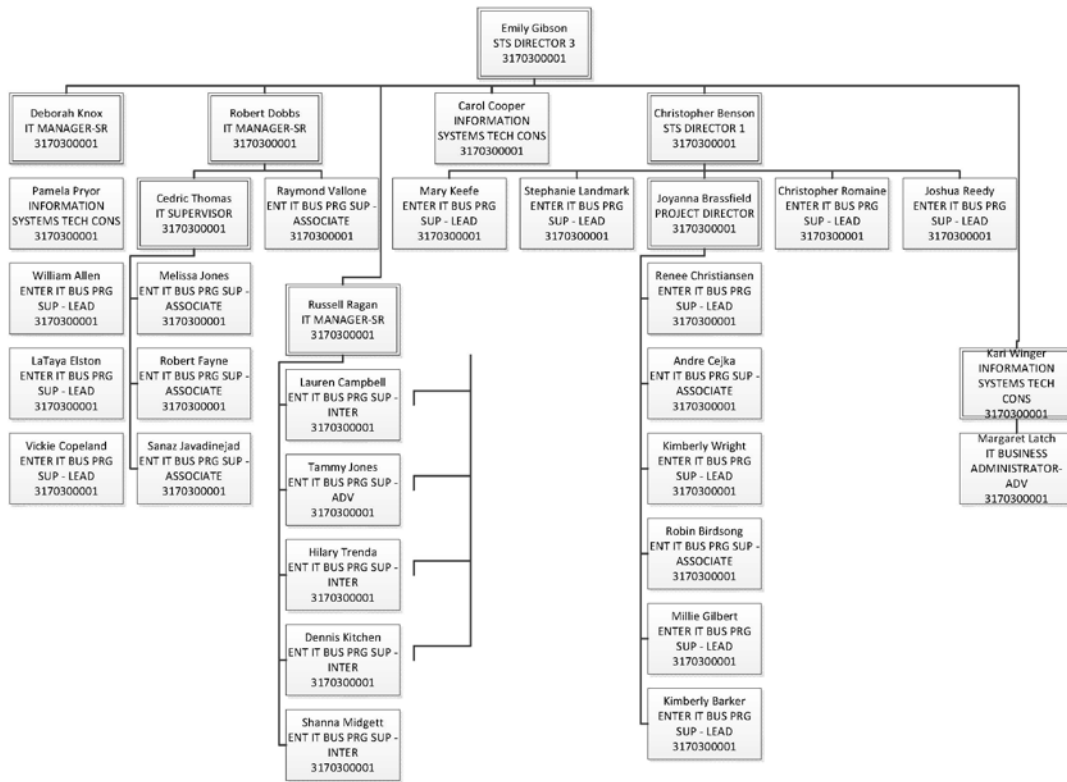 Emily Gibson
STS DIRECTOR 3
3170300001
Deborah Knox
IT MANAGER-SR
3170300001
Robert Dobbs
IT MANAGER-SR
3170300001
Carol Cooper
INFORMATION
SYSTEMS TECH CONS
3170300001
Christopher Benson
STS DIRECTOR 1
3170300001
Pamela Pryor
INFORMATION
SYSTEMS TECH CONS
3170300001
Cedric Thomas
IT SUPERVISOR
3170300001
Raymond Vallone
ENT IT BUS PRG SUP -
ASSOCIATE
3170300001
Mary Keefe
ENTER IT BUS PRG
SUP - LEAD
3170300001
Stephanie Landmark
ENTER IT BUS PRG
SUP - LEAD
3170300001
Joyanna Brassfield
PROJECT DIRECTOR
3170300001
Christopher Romaine
ENTER IT BUS PRG
SUP - LEAD
3170300001
Joshua Reedy
ENTER IT BUS PRG
SUP - LEAD
3170300001
William Allen
ENTER IT BUS PRG
SUP - LEAD
3170300001
Melissa Jones
ENT IT BUS PRG SUP -
ASSOCIATE
3170300001
Russell Ragan
IT MANAGER-SR
3170300001
Renee Christiansen
ENTER IT BUS PRG
SUP - LEAD
3170300001
LaTaya Elston
ENTER IT BUS PRG
SUP - LEAD
3170300001
Robert Fayne
ENT IT BUS PRG SUP -
ASSOCIATE
3170300001
Lauren Campbell
ENT IT BUS PRG SUP -
INTER
3170300001
Andre Cejka
ENT IT BUS PRG SUP -
ASSOCIATE
3170300001
Kari Winger
INFORMATION
SYSTEMS TECH
CONS
3170300001
Vickie Copeland
ENTER IT BUS PRG
SUP - LEAD
3170300001
Sanaz Javadinejad
ENT IT BUS PRG SUP -
ASSOCIATE
3170300001
Tammy Jones
ENT IT BUS PRG SUP -
ADV
3170300001
Kimberly Wright
ENTER IT BUS PRG
SUP - LEAD
3170300001
Margaret Latch
IT BUSINESS
ADMINISTRATOR-
ADV
3170300001
Hilary Trenda
ENT IT BUS PRG SUP -
INTER
3170300001
Robin Birdsong
ENT IT BUS PRG SUP -
ASSOCIATE
3170300001
Dennis Kitchen
ENT IT BUS PRG SUP -
INTER
3170300001
Millie Gilbert
ENTER IT BUS PRG
SUP - LEAD
3170300001
Shanna Midgett
ENT IT BUS PRG SUP -
INTER
3170300001
Kimberly Barker
ENTER IT BUS PRG
SUP - LEAD
3170300001